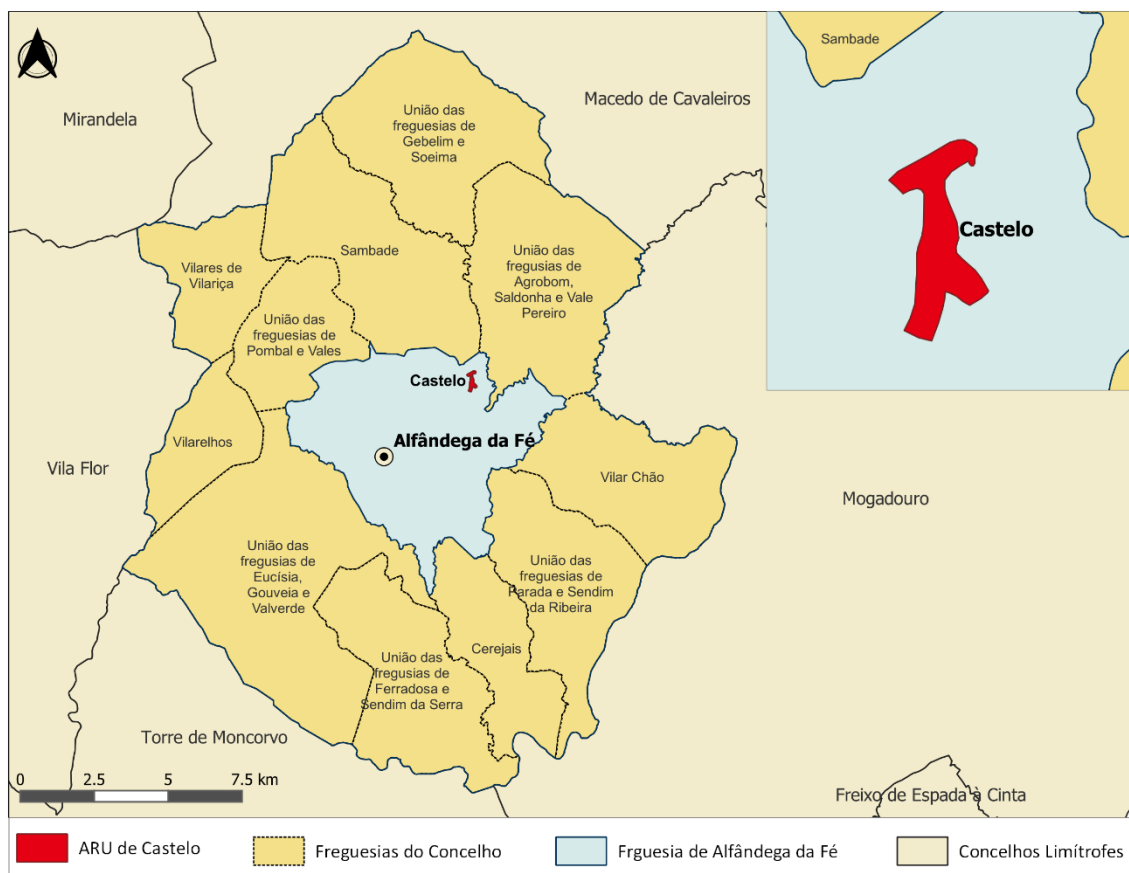 Mirandela
Macedo de Cavaleiros
União das
freguesias de
Gebelim e
Soeima
Sambade
Castelo
Vilares de
Vilariça
Sambade
União das
fregusias de
Agrobom,
Saldonha e Vale
Pereiro
União das
freguesias de
Pombal e Vales
Castelo
Alfândega da Fé
Vilarelhos
Vila Flor
Vilar Chão
Mogadouro
União das
fregusias de
Eucísia,
Gouveia e
Valverde
União das
freguesias de
Parada e Sendim
da Ribeira
Cerejais
União das
fregusias de
Ferradosa e
Sendim da Serra
Torre de Moncorvo
Freixo de Espada à Cinta
0 2.5 5 7.5 km
ARU de Castelo
Freguesias do Concelho
Frguesia de Alfândega da Fé
Concelhos Limítrofes